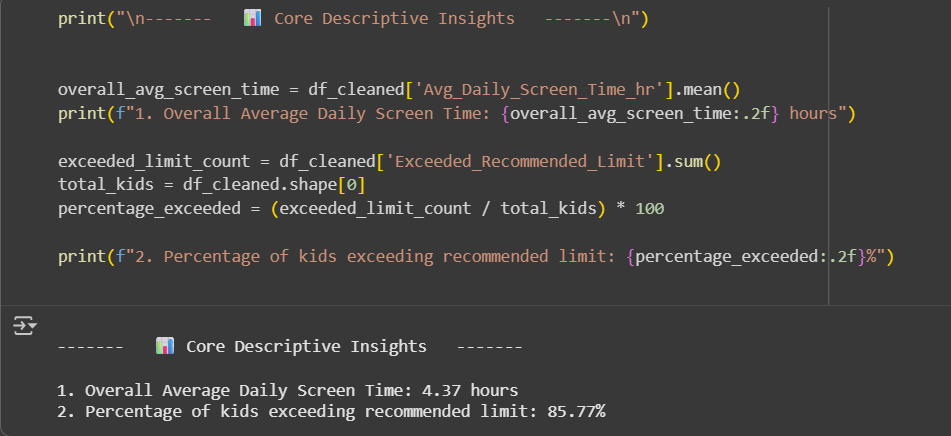 print("\n-------   📊 Core Descriptive Insights   -------\n")
overall_avg_screen_time = df_cleaned['Avg_Daily_Screen_Time_hr'].mean()
print(f"1. Overall Average Daily Screen Time: {overall_avg_screen_time:.2f} hours")
exceeded_limit_count = df_cleaned['Exceeded_Recommended_Limit'].sum()
total_kids = df_cleaned.shape[0]
percentage_exceeded = (exceeded_limit_count / total_kids) * 100
print(f"2. Percentage of kids exceeding recommended limit: {percentage_exceeded:.2f}%")
-------   📊 Core Descriptive Insights   -------
1. Overall Average Daily Screen Time: 4.37 hours
2. Percentage of kids exceeding recommended limit: 85.77%